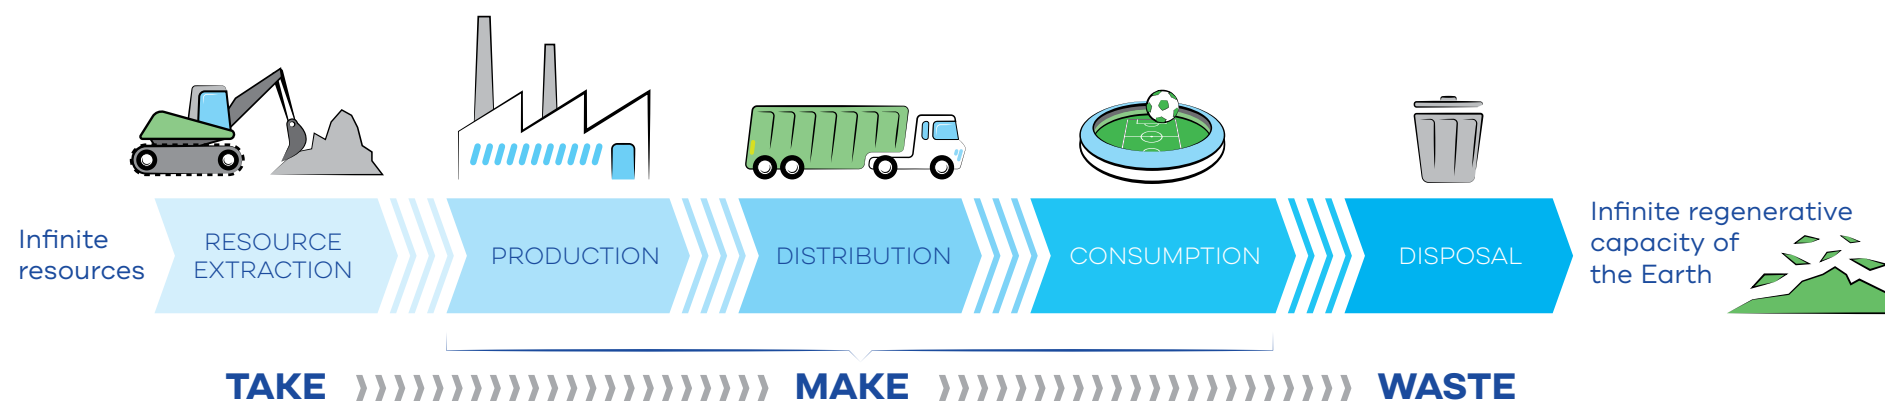 Infinite
resources
RESOURCE
EXTRACTION
PRODUCTION
DISTRIBUTION
CONSUMPTION
DISPOSAL
Infinite regenerative
capacity of
the Earth
TAKE
MAKE
WASTE